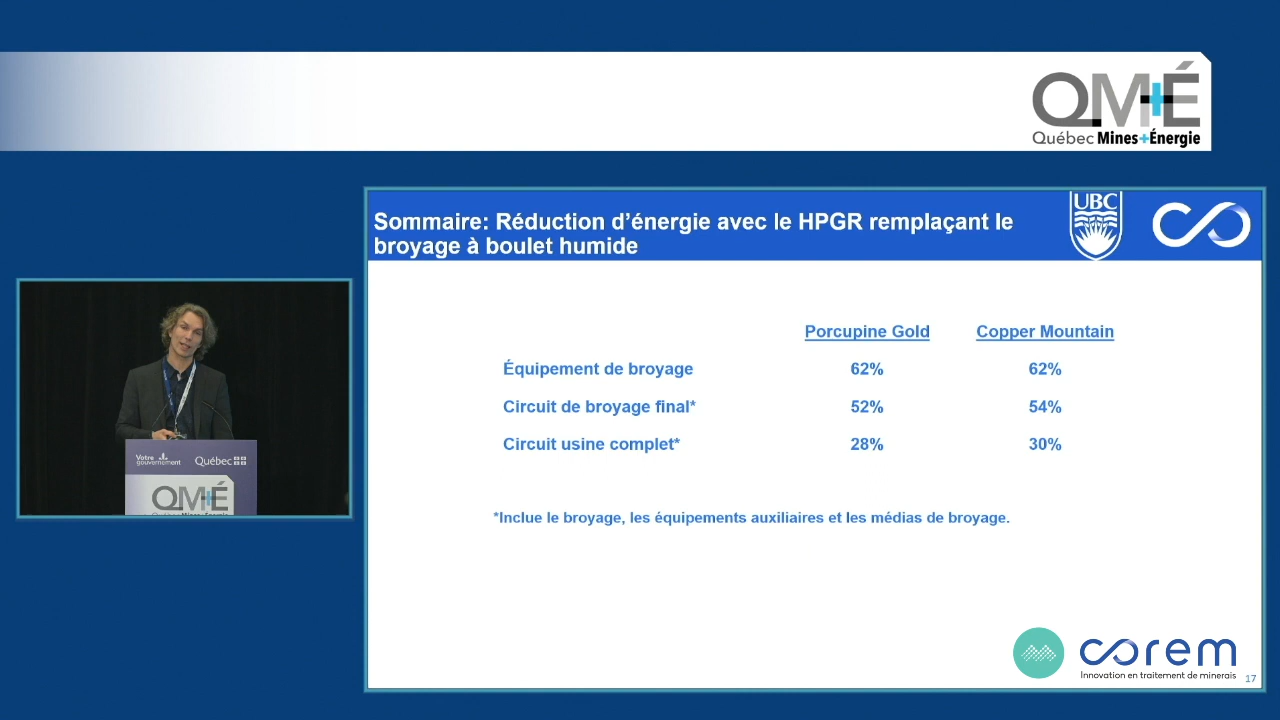 QM+É
Québec Mines+Énergie
Sommaire: Réduction d’énergie avec le HPGR remplaçant le
broyage à boulet humide
UBC
Porcupine Gold Copper Mountain
Équipement de broyage 62% 62%
Circuit de broyage final* 52% 54%
Circuit usine complet* 28% 30%
*Inclue le broyage, les équipements auxiliaires et les médias de broyage.
Votre
gouvernement
Québec
QM+É
corem
Innovation en traitement de minerais
17